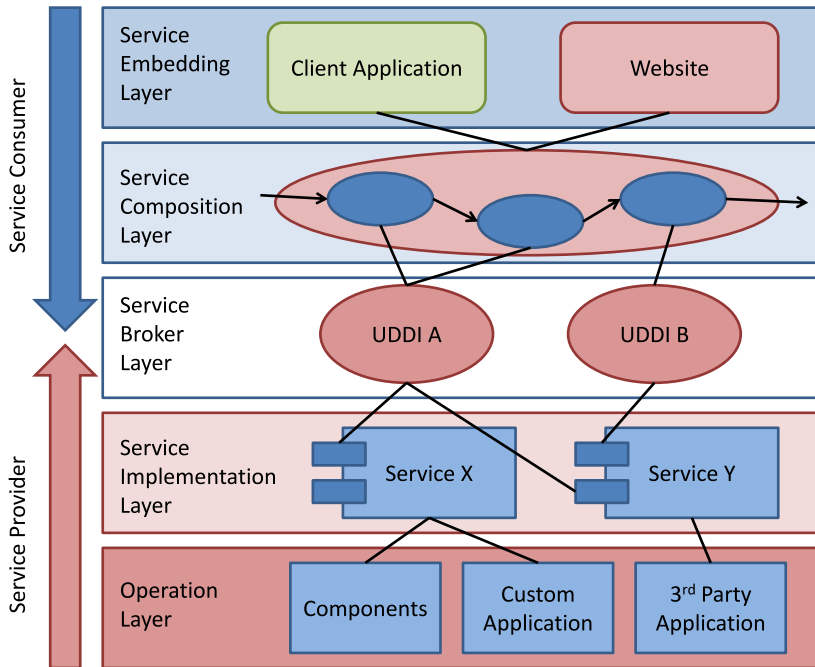 Service Consumer
Service
Embedding
Layer
Client Application
Website
Service
Composition
Layer
Service
Broker
Layer
UDDI A
UDDI B
Service Provider
Service
Implementation
Layer
Service X
Service Y
Operation
Layer
Components
Custom
Application
3rd Party
Application